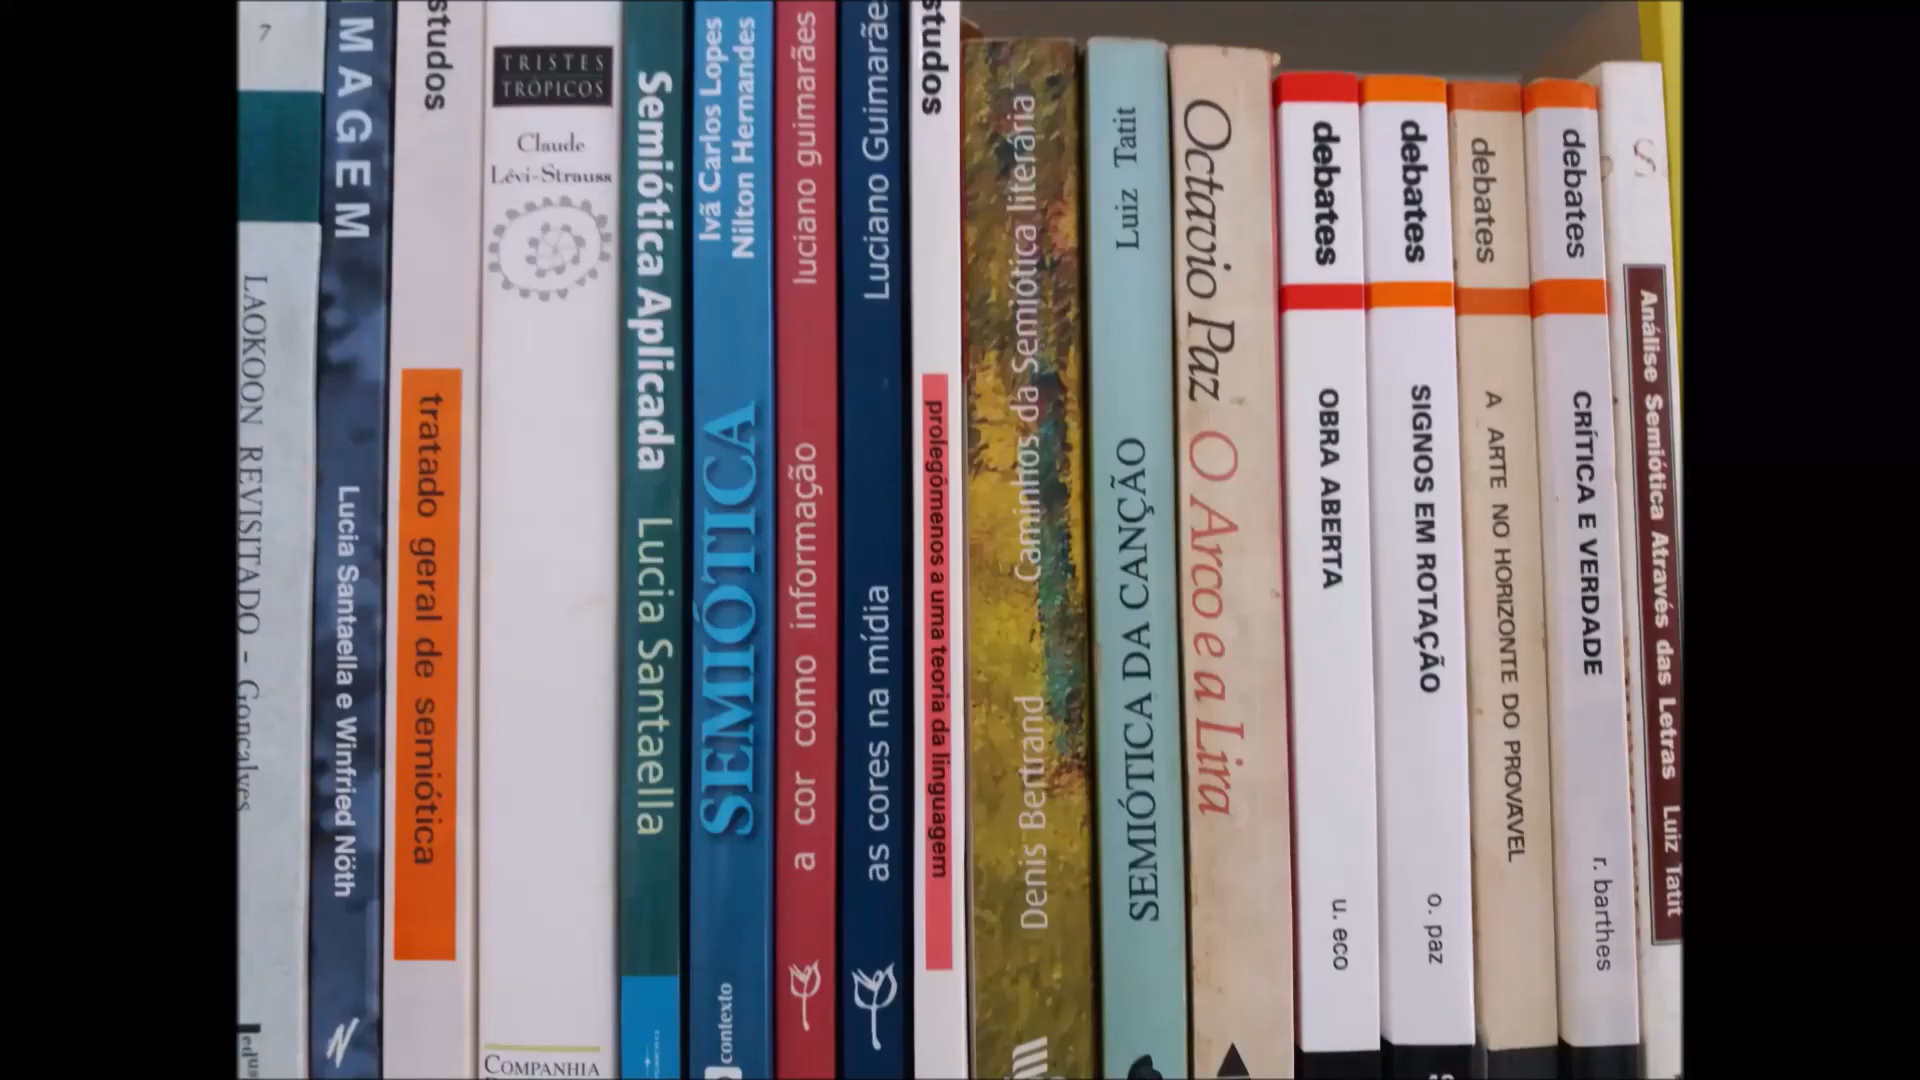 7
LAOKOON REVISITADO - Gonçalves
MAGEM
Lucia Santaella e Winfried Nöth
studos
tratado geral de semiótica
TRISTES
TRÓPICOS
Claude
Lévi-Strauss
COMPANHIA
Semiótica Aplicada Lucia Santaella
Ivã Carlos Lopes
Nilton Hernandes
SEMIÓTICA
contexto
luciano guimarães
a cor como informação
Luciano Guimarãe
as cores na mídia
studos
prolegômenos a uma teoria da linguagem
Denis Bertrand Caminhos da Semiótica literária
Luiz Tatit
SEMIÓTICA DA CANÇÃO
Octavio Paz O Arco e a Lira
debates
OBRA ABERTA
u. eco
debates
SIGNOS EM ROTAÇÃO
o. paz
debates
A ARTE NO HORIZONTE DO PROVÁVEL
debates
CRÍTICA E VERDADE
r. barthes
Análise Semiótica Através das Letras Luiz Tatit